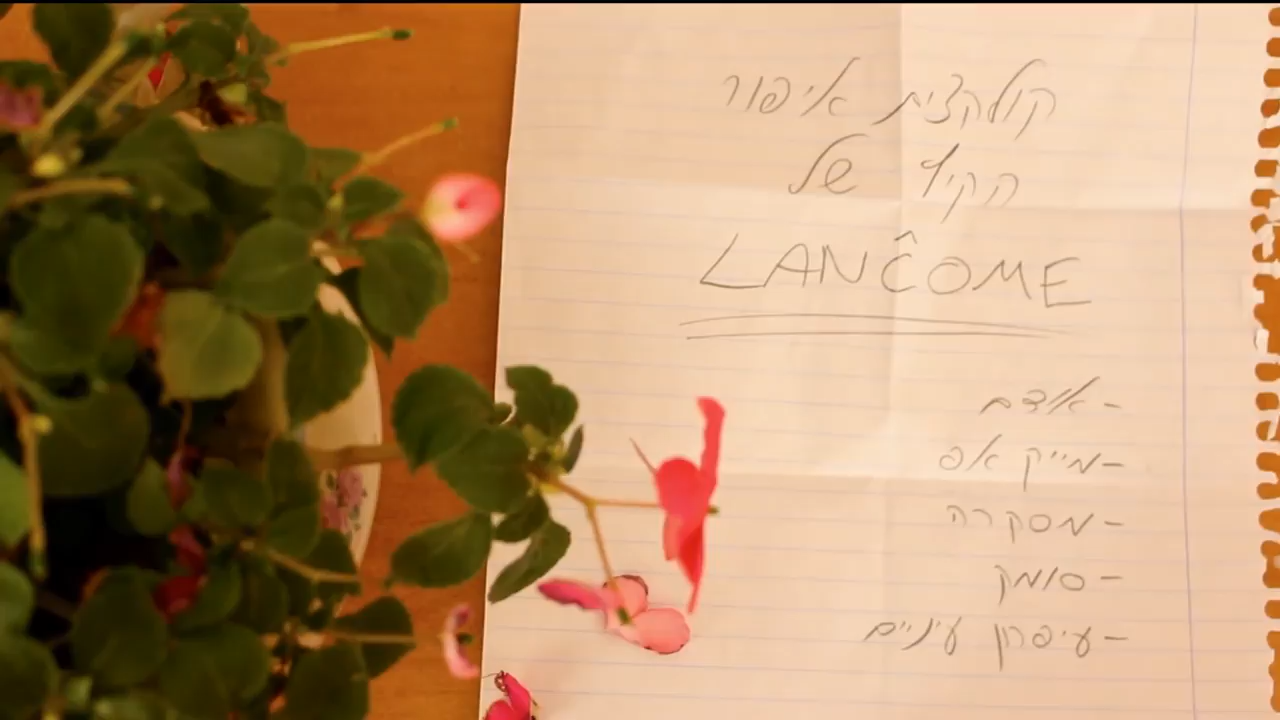 קולקצית איפור
הקיץ של
LANCÔME
- אודם
- מייק אפ
- מסקרה
- סומק
- עיפרון עיניים